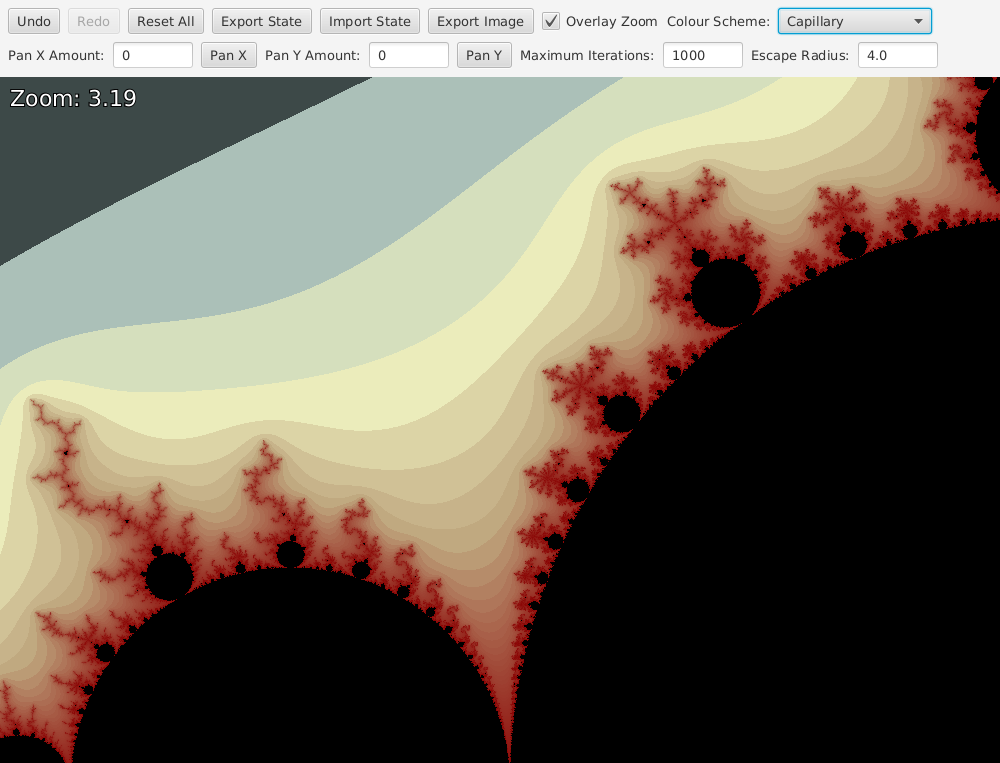 Undo Redo Reset All Export State Import State Export Image Overlay Zoom Colour Scheme: Capillary
Pan X Amount: 0 Pan X Pan Y Amount: 0 Pan Y Maximum Iterations: 1000 Escape Radius: 4.0
Zoom: 3.19